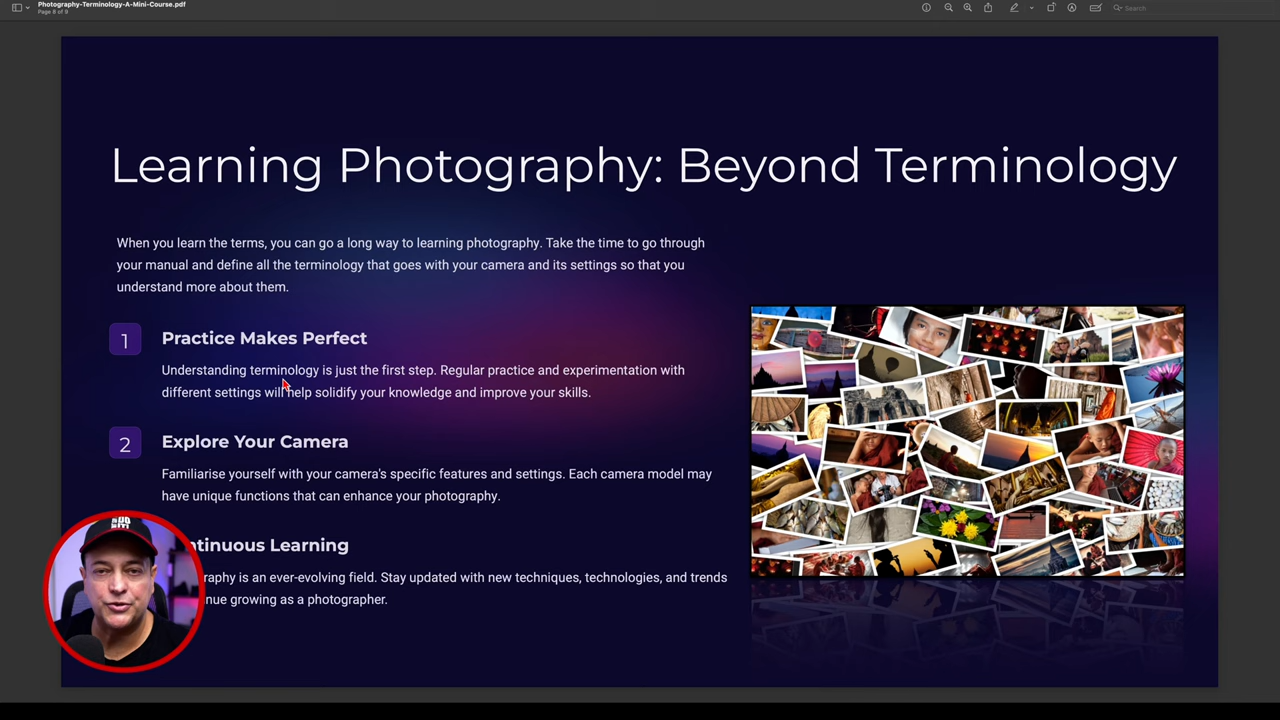 Photography-Terminology-A-Mini-Course.pdf
Page 8 of 9
Search
Learning Photography: Beyond Terminology
When you learn the terms, you can go a long way to learning photography. Take the time to go through
your manual and define all the terminology that goes with your camera and its settings so that you
understand more about them.
1
Practice Makes Perfect
Understanding terminology is just the first step. Regular practice and experimentation with
different settings will help solidify your knowledge and improve your skills.
2
Explore Your Camera
Familiarise yourself with your camera's specific features and settings. Each camera model may
have unique functions that can enhance your photography.
ntinuous Learning
raphy is an ever-evolving field. Stay updated with new techniques, technologies, and trends
nue growing as a photographer.